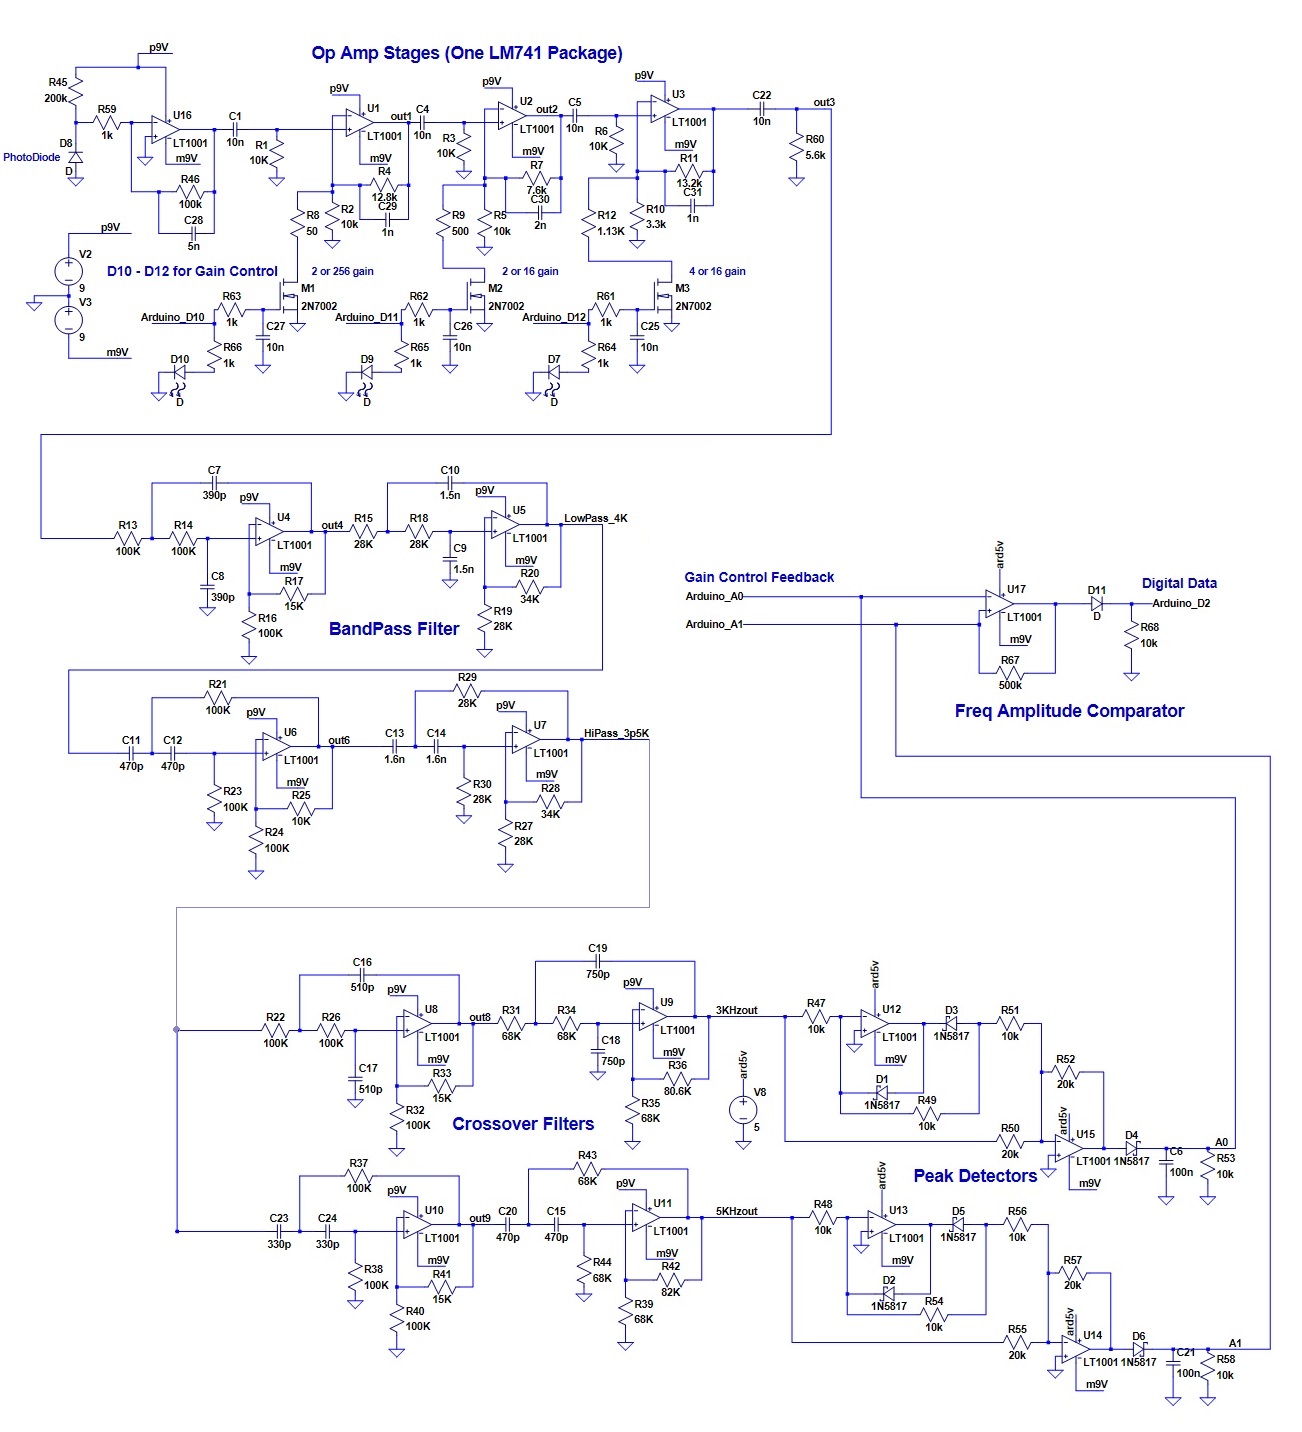 Op Amp Stages (One LM741 Package)
p9V
R45
200k
R59
1k
U16
LT1001
m9V
D8
PhotoDiode
D
R46
100k
C28
5n
C1
10n
R1
10K
p9V
U1
LT1001
out1
m9V
R4
12.8k
C29
1n
R8
50
R2
10k
C4
10n
R3
10K
p9V
U2
LT1001
out2
m9V
R7
7.6k
C30
2n
R9
500
R5
10k
C5
10n
R6
10K
p9V
U3
LT1001
m9V
R11
13.2k
C31
1n
R12
1.13K
R10
3.3k
C22
10n
out3
R60
5.6k
p9V
V2
9
V3
9
m9V
D10 - D12 for Gain Control
2 or 256 gain
2 or 16 gain
4 or 16 gain
M1
2N7002
M2
2N7002
M3
2N7002
Arduino_D10
R63
1k
C27
10n
R66
1k
D10
D
Arduino_D11
R62
1k
C26
10n
R65
1k
D9
D
Arduino_D12
R61
1k
C25
10n
R64
1k
D7
D
C7
390p
p9V
R13
100K
R14
100K
U4
LT1001
out4
m9V
C8
390p
R17
15K
R16
100K
C10
1.5n
p9V
R15
28K
R18
28K
U5
LT1001
LowPass_4K
m9V
C9
1.5n
R20
34K
R19
28K
BandPass Filter
R21
100K
p9V
C11
470p
C12
470p
U6
LT1001
out6
m9V
R23
100K
R25
10K
R24
100K
R29
28K
p9V
C13
1.6n
C14
1.6n
U7
LT1001
HiPass_3p5K
m9V
R30
28K
R28
34K
R27
28K
Gain Control Feedback
Arduino_A0
Arduino_A1
ard5v
U17
LT1001
m9V
R67
500k
D11
D
Digital Data
Arduino_D2
R68
10k
Freq Amplitude Comparator
C16
510p
p9V
R22
100K
R26
100K
U8
LT1001
out8
m9V
C17
510p
R33
15K
R32
100K
C19
750p
p9V
R31
68K
R34
68K
U9
LT1001
3KHzout
m9V
C18
750p
R36
80.6K
R35
68K
Crossover Filters
ard5v
V8
5
R47
10k
ard5v
U12
LT1001
m9V
D3
1N5817
R51
10k
D1
1N5817
R49
10k
R52
20k
R50
20k
ard5v
U15
LT1001
m9V
D4
1N5817
C6
100n
A0
R53
10k
Peak Detectors
R37
100K
p9V
C23
330p
C24
330p
U10
LT1001
out9
m9V
R38
100K
R41
15K
R40
100K
R43
68K
p9V
C20
470p
C15
470p
U11
LT1001
5KHzout
m9V
R44
68K
R42
82K
R39
68K
R48
10k
ard5v
U13
LT1001
m9V
D5
1N5817
R56
10k
D2
1N5817
R54
10k
R57
20k
R55
20k
ard5v
U14
LT1001
m9V
D6
1N5817
C21
100n
A1
R58
10k